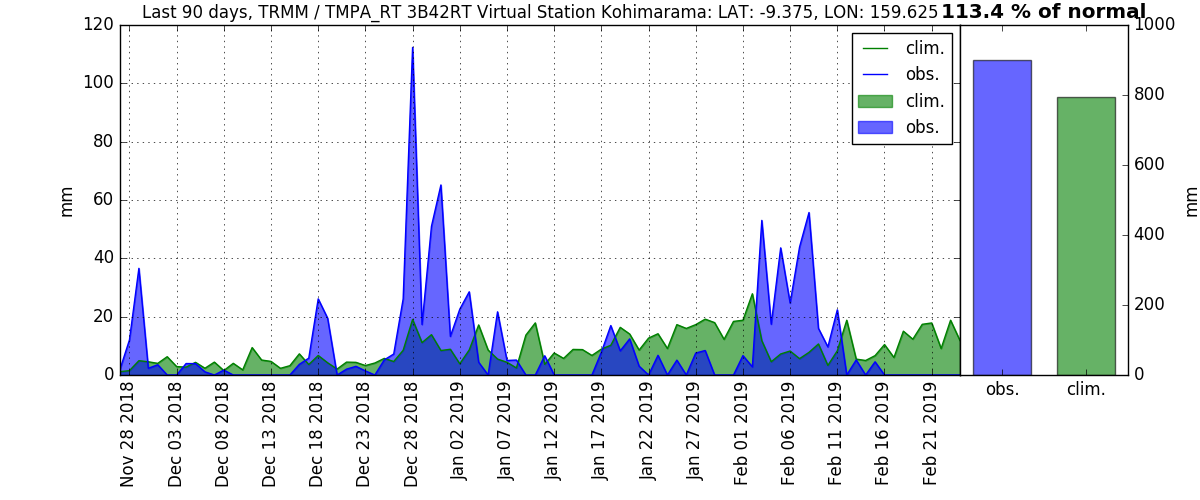 Last 90 days, TRMM / TMPA_RT 3B42RT Virtual Station Kohimarama: LAT: -9.375, LON: 159.625
113.4 % of normal
120
100
80
60
40
20
0
mm
clim.
obs.
clim.
obs.
Nov 28 2018
Dec 03 2018
Dec 08 2018
Dec 13 2018
Dec 18 2018
Dec 23 2018
Dec 28 2018
Jan 02 2019
Jan 07 2019
Jan 12 2019
Jan 17 2019
Jan 22 2019
Jan 27 2019
Feb 01 2019
Feb 06 2019
Feb 11 2019
Feb 16 2019
Feb 21 2019
1000
800
600
400
200
0
mm
obs.
clim.